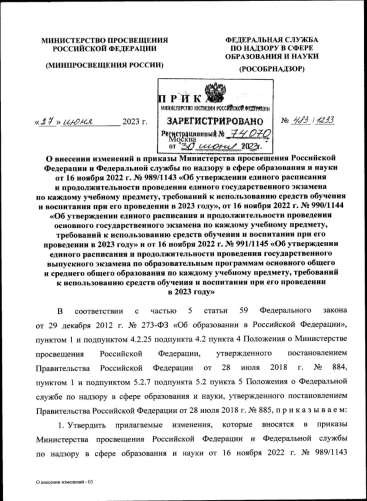 МИНИСТЕРСТВО ПРОСВЕЩЕНИЯ
РОССИЙСКОЙ ФЕДЕРАЦИИ
(МИНПРОСВЕЩЕНИЯ РОССИИ)
ФЕДЕРАЛЬНАЯ СЛУЖБА
ПО НАДЗОРУ В СФЕРЕ
ОБРАЗОВАНИЯ И НАУКИ
(РОСОБРНАДЗОР)
ПРИКАЗ
МИНИСТЕРСТВО ЮСТИЦИИ РОССИЙСКОЙ ФЕДЕРАЦИИ
ЗАРЕГИСТРИРОВАНО
Регистрационный № 74070
Москва
от 30 июня 2023г.
«27» июня 2023 г.
№
О внесении изменений в приказы Министерства просвещения Российской
Федерации и Федеральной службы по надзору в сфере образования и науки
от 16 ноября 2022 г. № 989/1143 «Об утверждении единого расписания
и продолжительности проведения единого государственного экзамена
по каждому учебному предмету, требований к использованию средств обучения
и воспитания при его проведении в 2023 году», от 16 ноября 2022 г. № 990/1144
«Об утверждении единого расписания и продолжительности проведения
основного государственного экзамена по каждому учебному предмету,
требований к использованию средств обучения и воспитания при его
проведении в 2023 году» и от 16 ноября 2022 г. № 991/1145 «Об утверждении
единого расписания и продолжительности проведения государственного
выпускного экзамена по образовательным программам основного общего
и среднего общего образования по каждому учебному предмету, требований
к использованию средств обучения и воспитания при его проведении
в 2023 году»
В соответствии с частью 5 статьи 59 Федерального закона
от 29 декабря 2012 г. № 273-ФЗ «Об образовании в Российской Федерации»,
пунктом 1 и подпунктом 4.2.25 подпункта 4.2 пункта 4 Положения о Министерстве
просвещения Российской Федерации, утвержденного постановлением
Правительства Российской Федерации от 28 июля 2018 г. № 884,
пунктом 1 и подпунктом 5.2.7 подпункта 5.2 пункта 5 Положения о Федеральной
службе по надзору в сфере образования и науки, утвержденного постановлением
Правительства Российской Федерации от 28 июля 2018 г. № 885, п р и к а з ы в а е м:
1. Утвердить прилагаемые изменения, которые вносятся в приказы
Министерства просвещения Российской Федерации и Федеральной службы
по надзору в сфере образования и науки от 16 ноября 2022 г. № 989/1143
О внесении изменений - 03